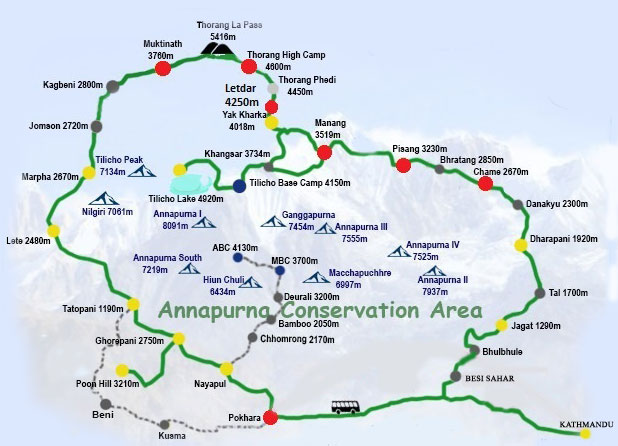 Thorang La Pass
5416m
Muktinath
3760m
Thorang High Camp
4600m
Kagbeni 2800m
Thorang Phedi
4450m
Letdar
4250m
Yak Kharka
4018m
Jomson 2720m
Manang
3519m
Khangsar 3734m
Pisang 3230m
Bhratang 2850m
Chame 2670m
Tilicho Peak
7134m
Marpha 2670m
Tilicho Base Camp 4150m
Tilicho Lake 4920m
Nilgiri 7061m
Danakyu 2300m
Annapurna I
8091m
Ganggapurna
7454m
Annapurna III
7555m
Lete 2480m
Dharapani 1920m
ABC 4130m
Annapurna IV
7525m
Annapurna South
7219m
MBC 3700m
Hiun Chuli
6434m
Macchapuchhre
6997m
Annapurna II
7937m
Deurali 3200m
Tal 1700m
Tatopani 1190m
Annapurna Conservation Area
Bamboo 2050m
Jagat 1290m
Chhomrong 2170m
Ghorepani 2750m
Bhulbhule
Poon Hill 3210m
Nayapul
BESI SAHAR
Beni
Pokhara
Kusma
KATHMANDU